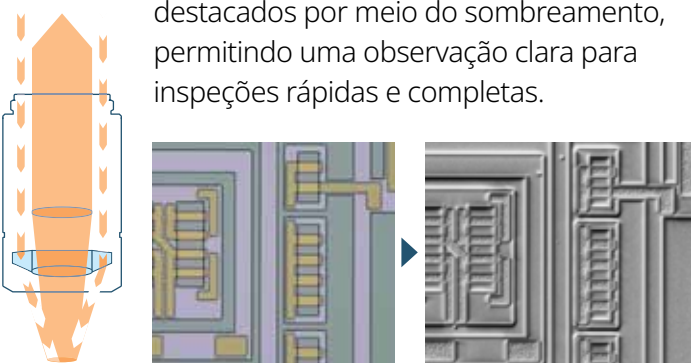 destacados por meio do sombreamento,
permitindo uma observação clara para
inspeções rápidas e completas.